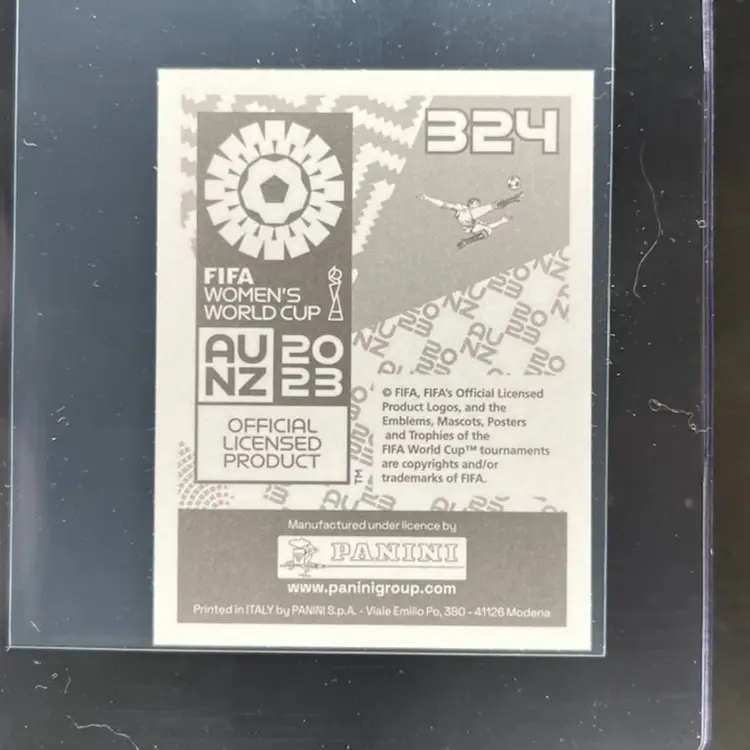 324
FIFA
WOMEN'S
WORLD CUP
AU 20
NZ 23
OFFICIAL
LICENSED
PRODUCT
TM
© FIFA, FIFA's Official Licensed
Product Logos, and the
Emblems, Mascots, Posters
and Trophies of the
FIFA World Cup™ tournaments
are copyrights and/or
trademarks of FIFA.
Manufactured under licence by
PANINI
www.paninigroup.com
Printed in ITALY by PANINI S.p.A. - Viale Emilio Po, 380 - 41126 Modena